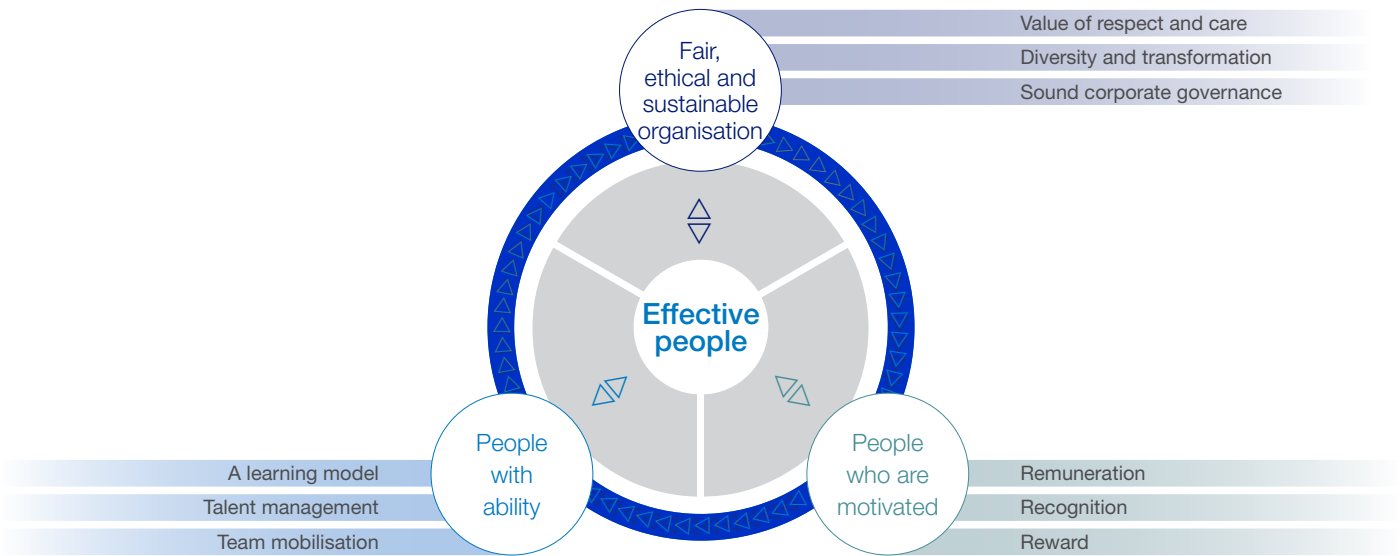 Fair,
ethical and
sustainable
organisation
Value of respect and care
Diversity and transformation
Sound corporate governance
Effective
people
People
with
ability
A learning model
Talent management
Team mobilisation
People
who are
motivated
Remuneration
Recognition
Reward